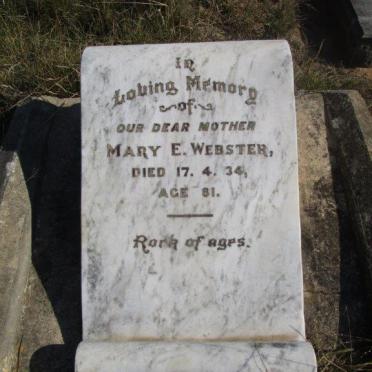 In
Loving Memory
of
OUR DEAR MOTHER
MARY E. WEBSTER,
DIED 17. 4. 34,
AGE 81.
Rock of ages.